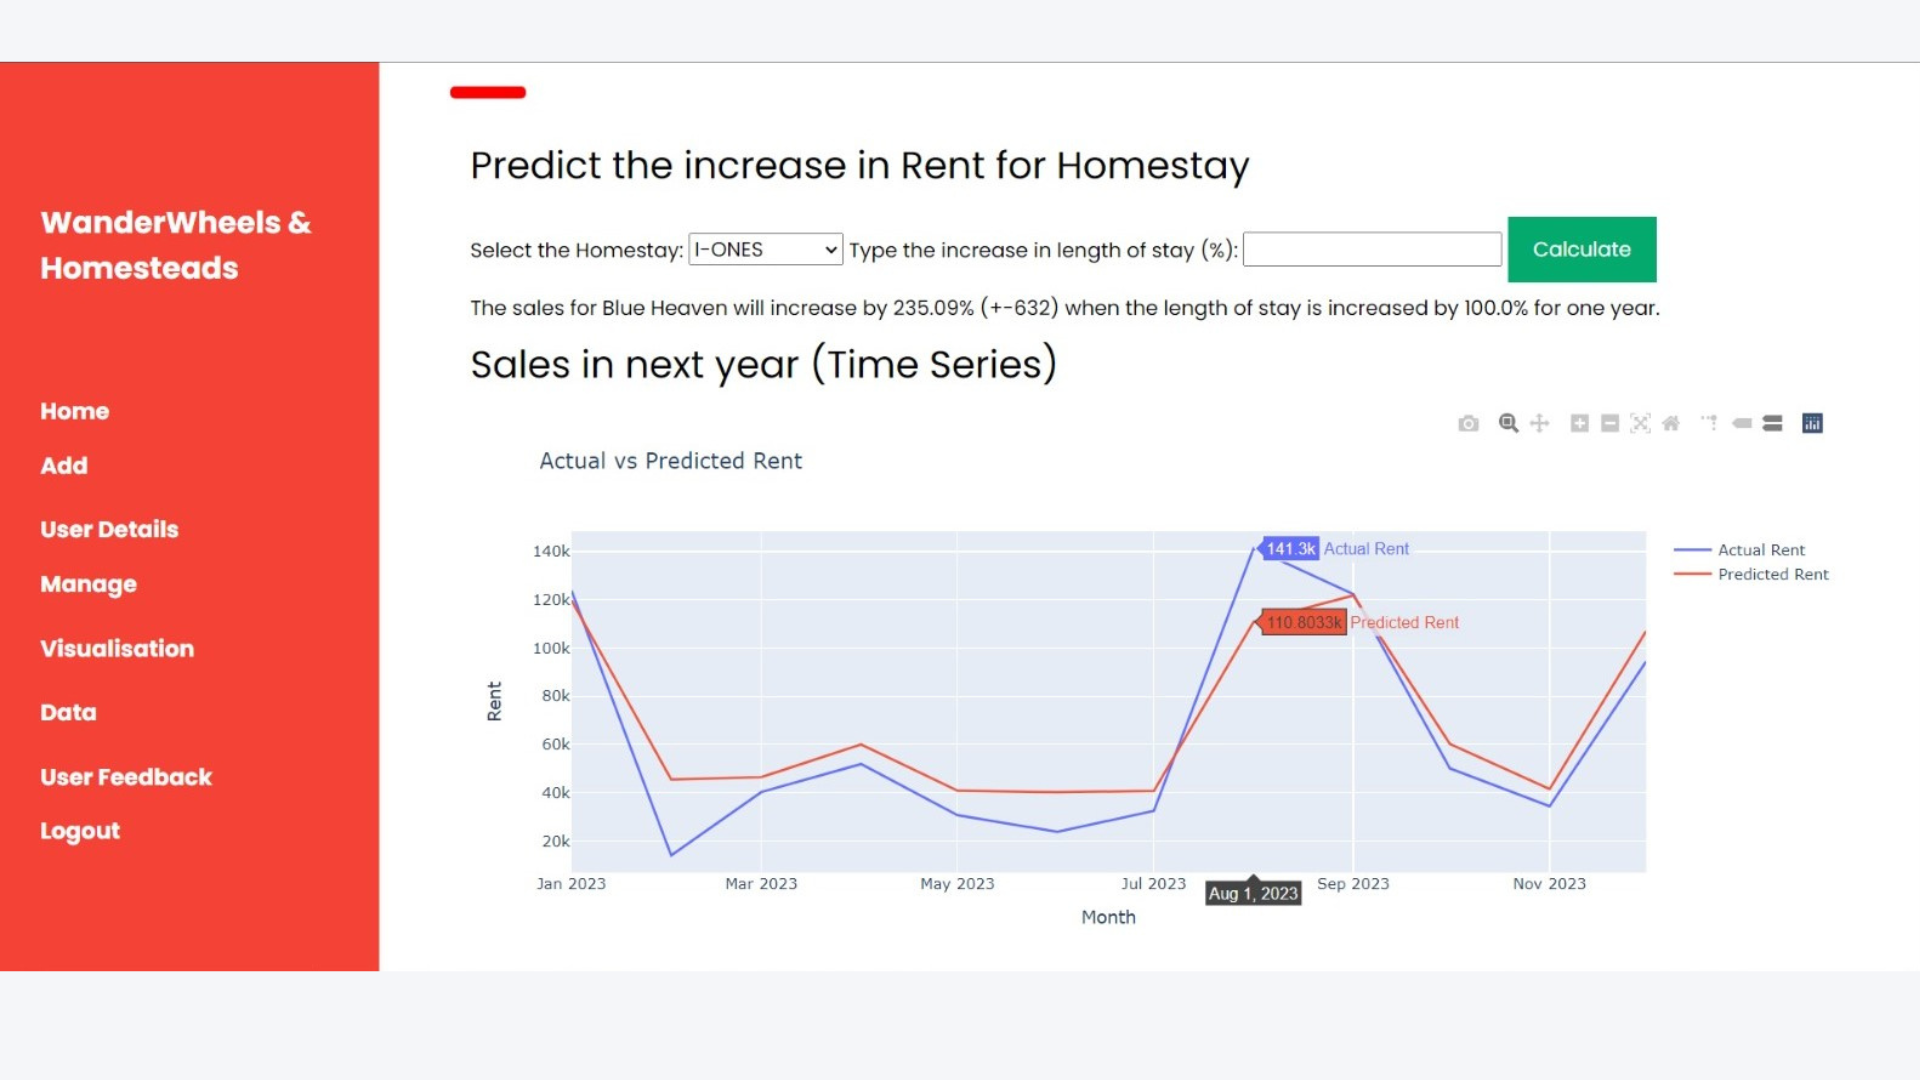 WanderWheels &
Homesteads
Home
Add
User Details
Manage
Visualisation
Data
User Feedback
Logout
Predict the increase in Rent for Homestay
Select the Homestay: I-ONES Type the increase in length of stay (%): Calculate
The sales for Blue Heaven will increase by 235.09% (+-632) when the length of stay is increased by 100.0% for one year.
Sales in next year (Time Series)
Actual vs Predicted Rent
140k
120k
100k
80k
60k
40k
20k
Rent
141.3k Actual Rent
110.8033k Predicted Rent
Actual Rent
Predicted Rent
Jan 2023 Mar 2023 May 2023 Jul 2023 Aug 1, 2023 Sep 2023 Nov 2023
Month